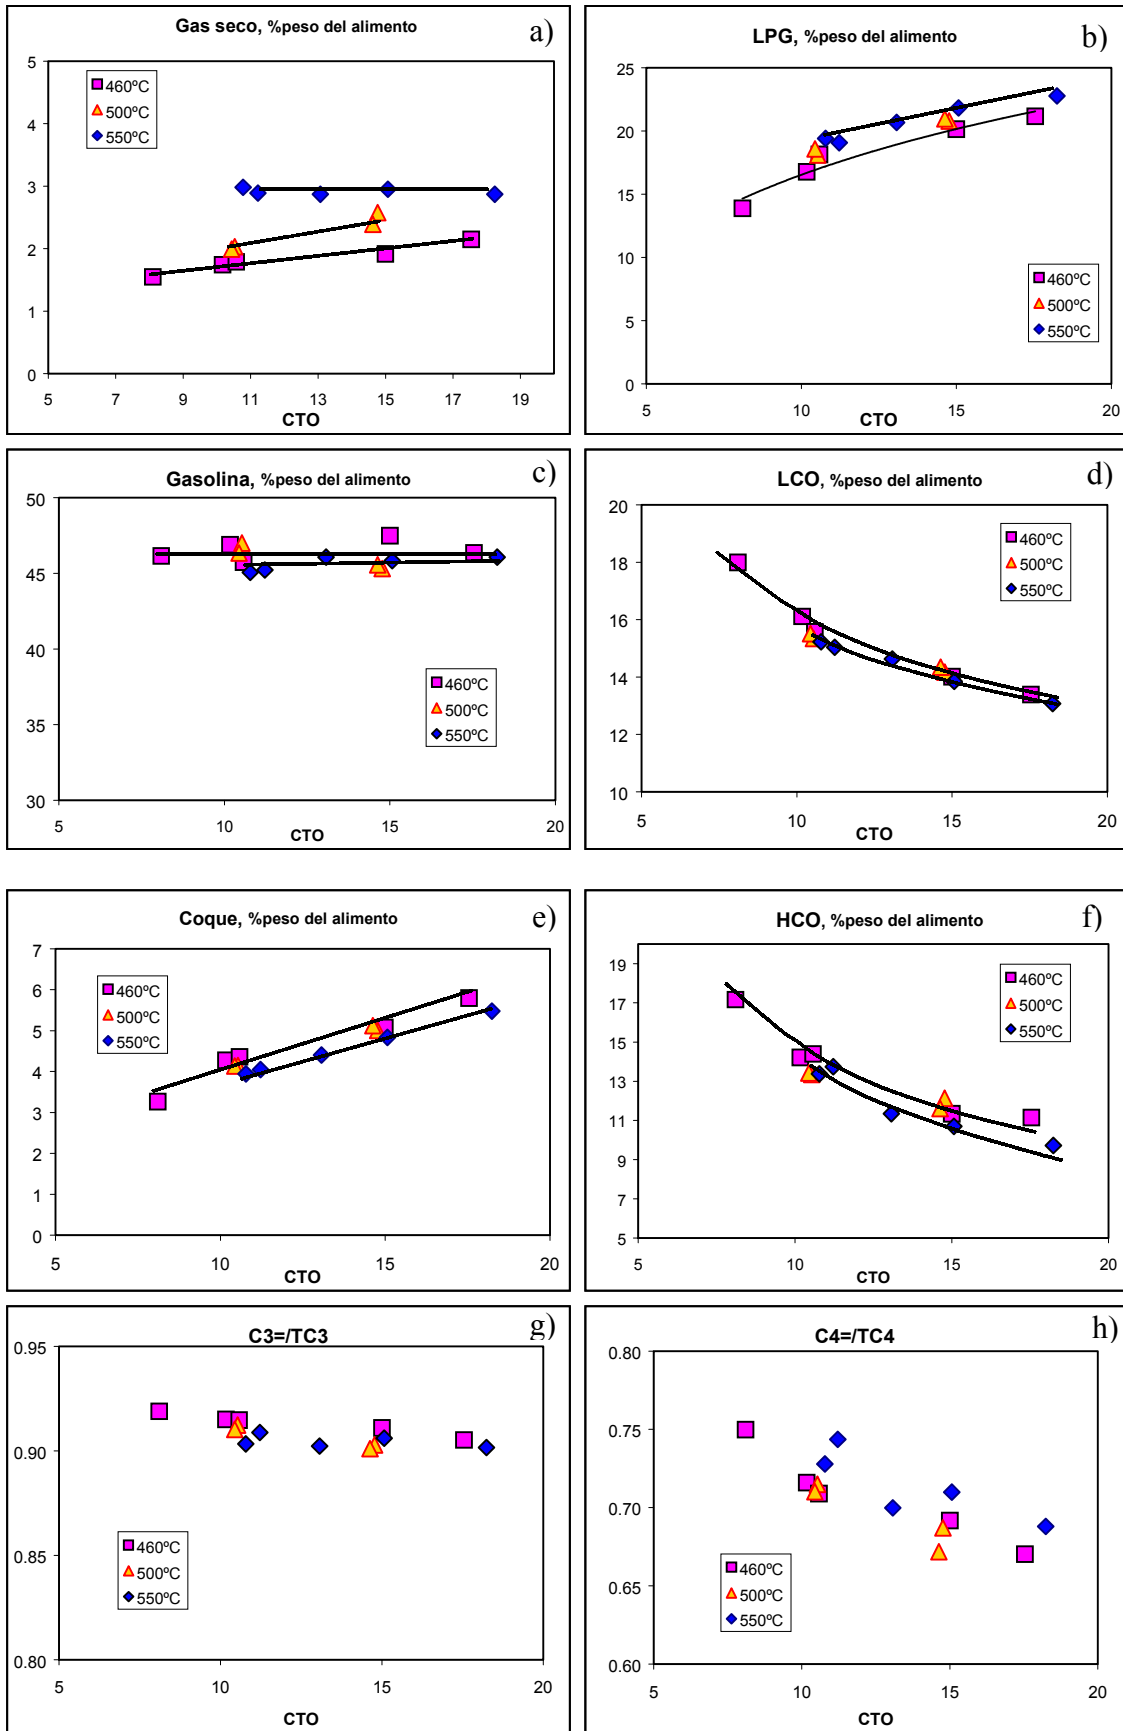 Gas seco, %peso del alimento
a)
5
4
3
2
1
0
460ºC
500ºC
550ºC
5 7 9 11 13 15 17 19
CTO
LPG, %peso del alimento
b)
25
20
15
10
5
0
460ºC
500ºC
550ºC
5 10 15 20
CTO
Gasolina, %peso del alimento
c)
50
45
40
35
30
460ºC
500ºC
550ºC
5 10 15 20
CTO
LCO, %peso del alimento
d)
20
18
16
14
12
10
460ºC
500ºC
550ºC
5 10 15 20
CTO
Coque, %peso del alimento
e)
7
6
5
4
3
2
1
0
460ºC
500ºC
550ºC
5 10 15 20
CTO
HCO, %peso del alimento
f)
19
17
15
13
11
9
7
5
460ºC
500ºC
550ºC
5 10 15 20
CTO
C3=/TC3
g)
0.95
0.90
0.85
0.80
460ºC
500ºC
550ºC
5 10 15 20
CTO
C4=/TC4
h)
0.80
0.75
0.70
0.65
0.60
460ºC
500ºC
550ºC
5 10 15 20
CTO